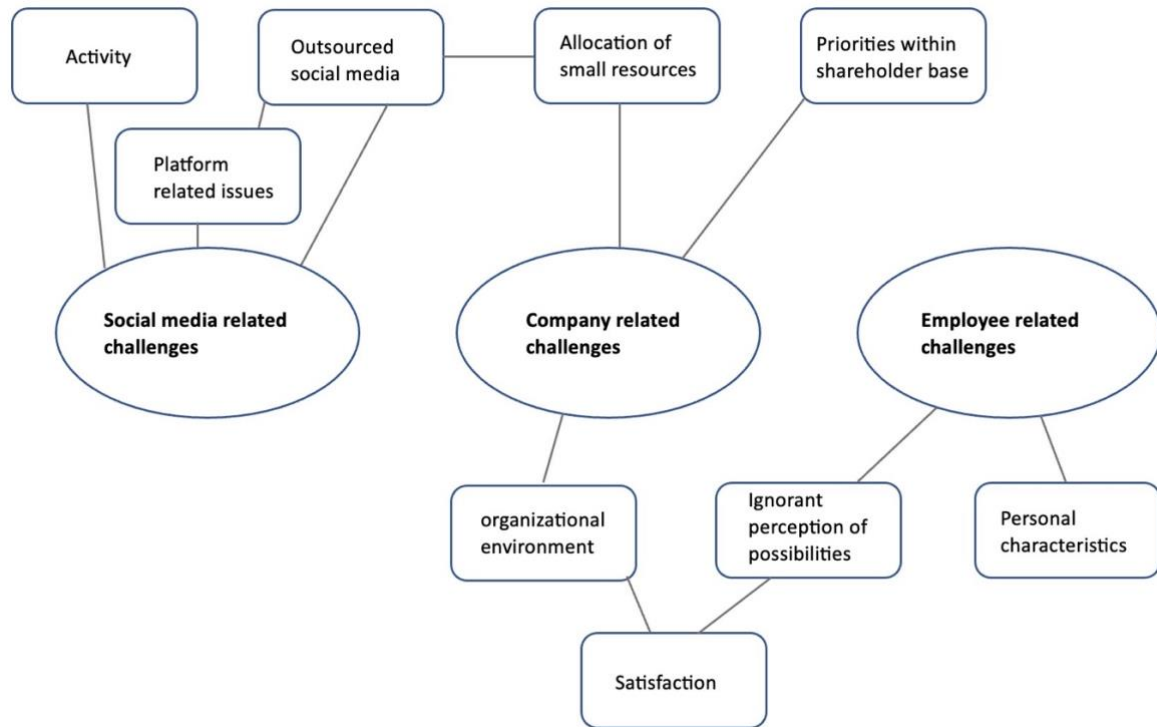 Activity
Outsourced
social media
Allocation of
small resources
Priorities within
shareholder base
Platform
related issues
Social media related
challenges
Company related
challenges
Employee related
challenges
organizational
environment
Ignorant
perception of
possibilities
Personal
characteristics
Satisfaction